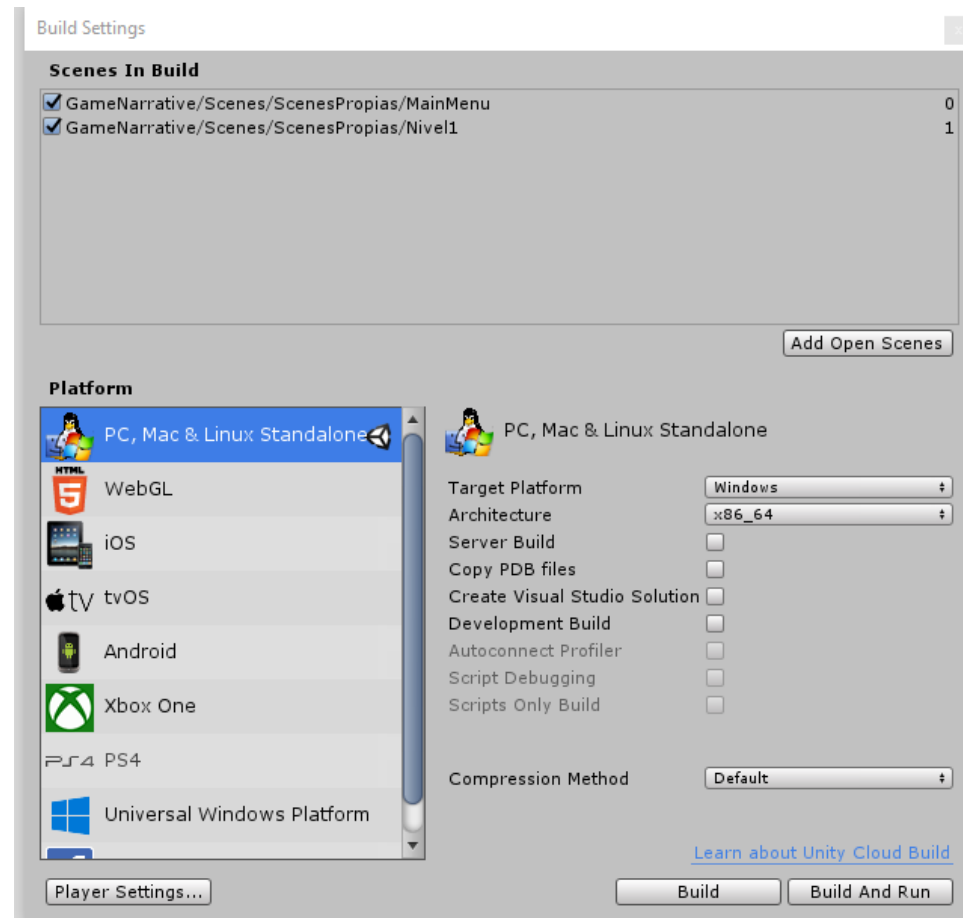 Build Settings
Scenes In Build
GameNarrative/Scenes/ScenesPropias/MainMenu 0
GameNarrative/Scenes/ScenesPropias/Nivel1 1
Add Open Scenes
Platform
PC, Mac & Linux Standalone
HTML
5
WebGL
iOS
tv tvOS
Android
Xbox One
PS4 PS4
Universal Windows Platform
PC, Mac & Linux Standalone
Target Platform Windows
Architecture x86_64
Server Build
Copy PDB files
Create Visual Studio Solution
Development Build
Autoconnect Profiler
Script Debugging
Scripts Only Build
Compression Method Default
Learn about Unity Cloud Build
Player Settings...
Build
Build And Run